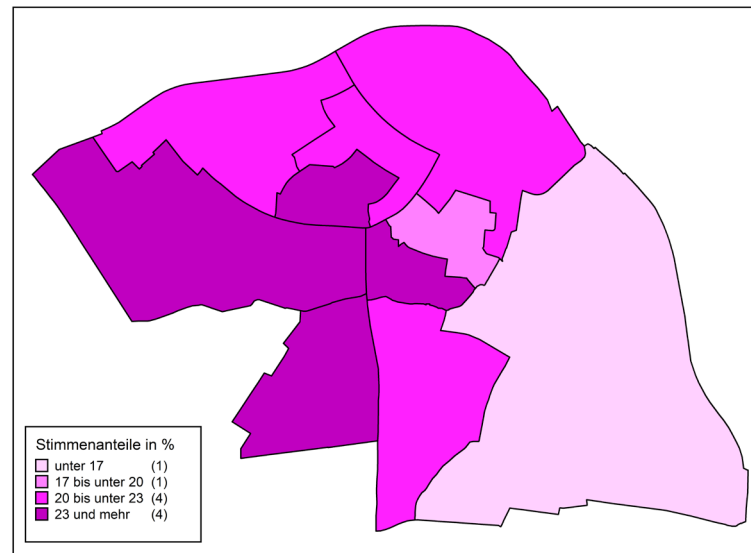 Stimmenanteile in %
unter 17 (1)
17 bis unter 20 (1)
20 bis unter 23 (4)
23 und mehr (4)